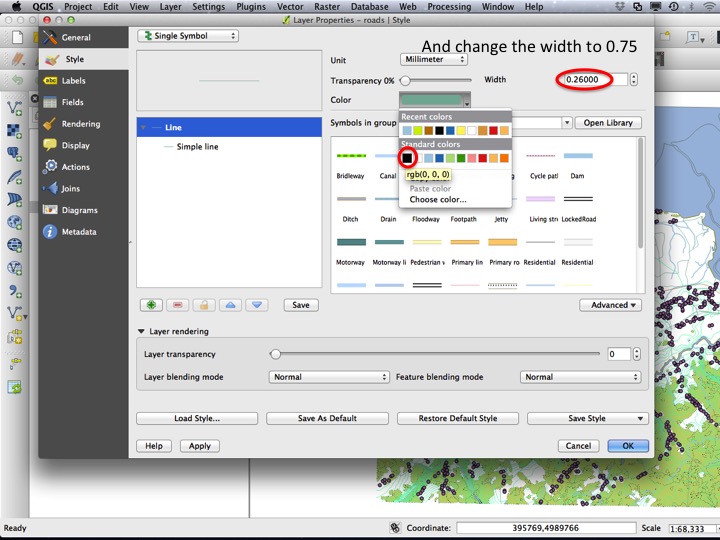 QGIS Project Edit View Layer Settings Plugins Vector Raster Database Web Processing Window Help
Layer Properties - roads | Style
General
Style
Labels
Fields
Rendering
Display
Actions
Joins
Diagrams
Metadata
Single Symbol
And change the width to 0.75
Unit Millimeter
Transparency 0% Width 0.26000
Color
Recent colors
Standard colors
rgb(0, 0, 0)
Paste color
Choose color...
Line
Simple line
Symbols in group Open Library
Bridleway Canal Cycle pat Dam
Ditch Drain Floodway Footpath Jetty Living stre LockedRoad
Motorway Motorway li Pedestrian v Primary lin Primary ro Residential Residential
Save
Advanced
Layer rendering
Layer transparency 0
Layer blending mode Normal Feature blending mode Normal
Load Style... Save As Default Restore Default Style Save Style
Help Apply Cancel OK
Ready Coordinate: 395769,4989766 Scale 1:68,333